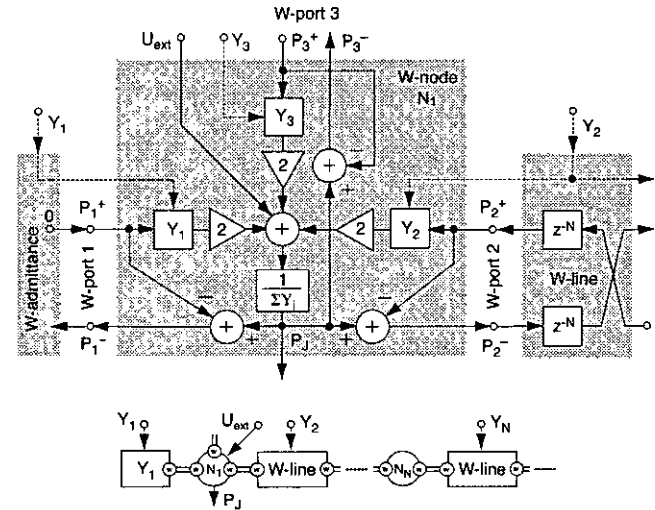 W-port 3
U_ext Y_3 P_3^+ P_3^-
W-node
N_1
Y_1
Y_3
Y_2
2
−
+
+
W-admittance
0
P_1^+
W-port 1
P_1^-
Y_1
2
+
2
Y_2
P_2^+
W-port 2
P_2^-
z^-N
W-line
z^-N
1
ΣY_i
−
+
+
P_J
−
+
+
Y_1 U_ext Y_2 Y_N
Y_1 w w N_1 w w W-line w w N_N w w W-line w
P_J